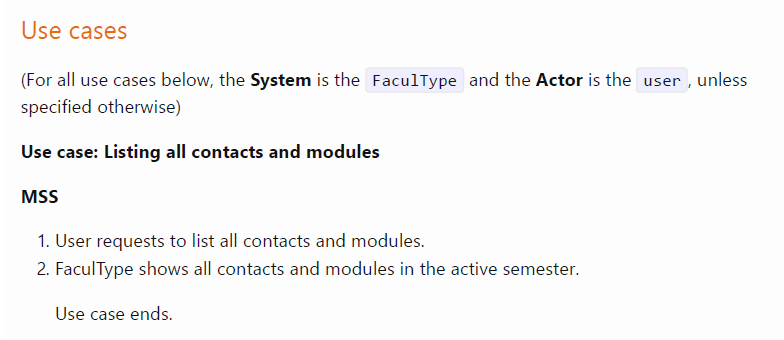 Use cases
(For all use cases below, the System is the FaculType and the Actor is the user, unless
specified otherwise)
Use case: Listing all contacts and modules
MSS
1. User requests to list all contacts and modules.
2. FaculType shows all contacts and modules in the active semester.
Use case ends.